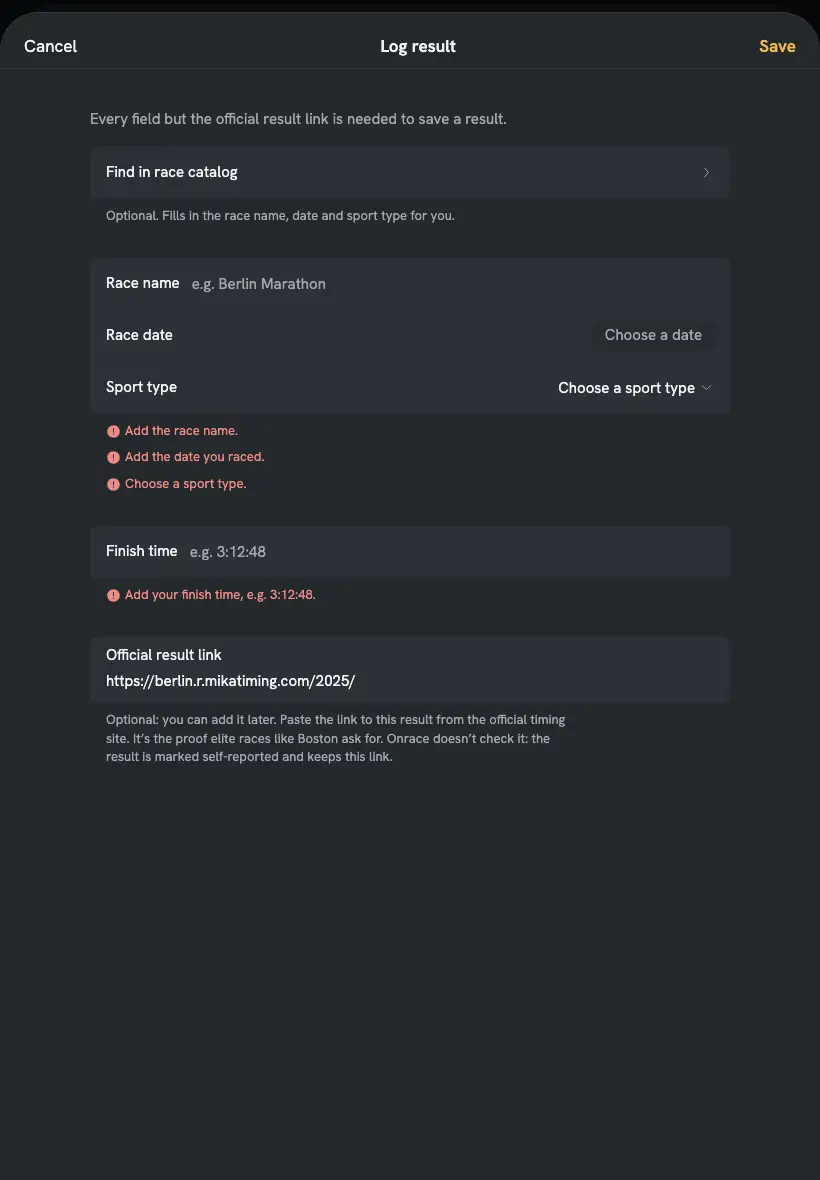 Cancel
Log result
Save
Every field but the official result link is needed to save a result.
Find in race catalog
Optional. Fills in the race name, date and sport type for you.
Race name e.g. Berlin Marathon
Race date Choose a date
Sport type Choose a sport type
Add the race name.
Add the date you raced.
Choose a sport type.
Finish time e.g. 3:12:48
Add your finish time, e.g. 3:12:48.
Official result link
https://berlin.r.mikatiming.com/2025/
Optional: you can add it later. Paste the link to this result from the official timing
site. It’s the proof elite races like Boston ask for. Onrace doesn’t check it: the
result is marked self-reported and keeps this link.